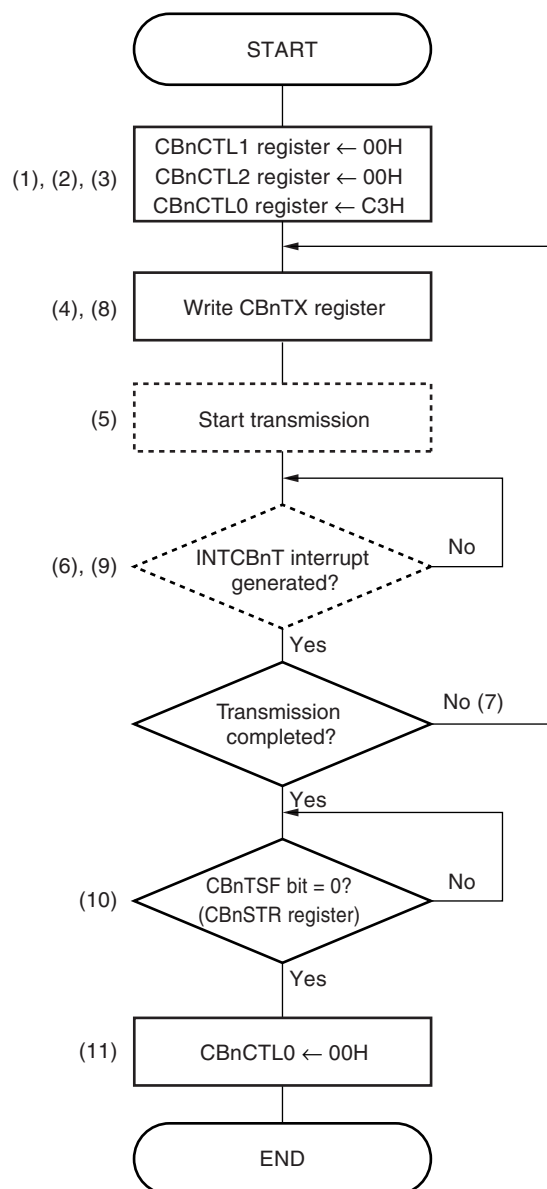 START
CBnCTL1 register ← 00H
(1), (2), (3) CBnCTL2 register ← 00H
CBnCTL0 register ← C3H
(4), (8) Write CBnTX register
(5) Start transmission
(6), (9) INTCBnT interrupt No
generated?
Yes
No (7)
Transmission
completed?
Yes
CBnTSF bit = 0? No
(10) (CBnSTR register)
Yes
(11) CBnCTL0 ← 00H
END